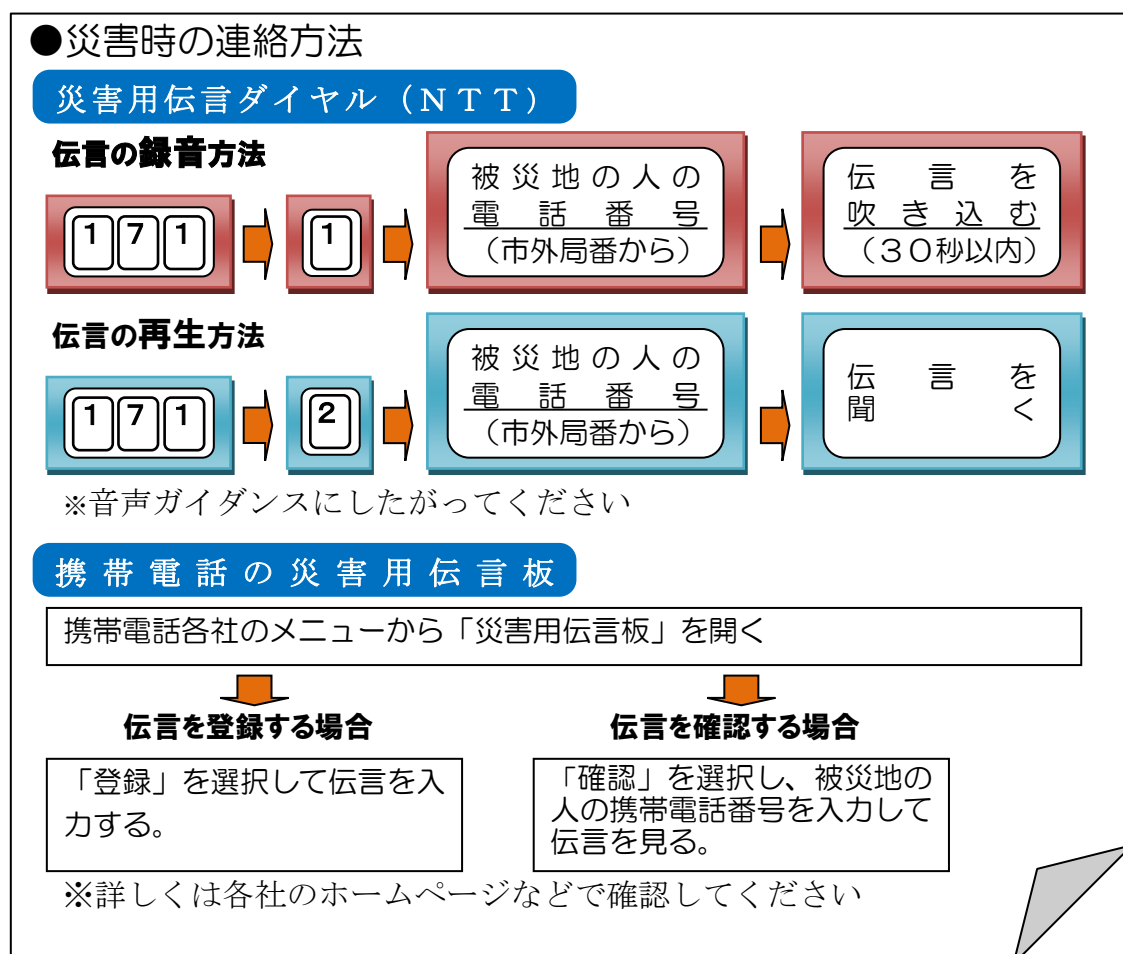 ●災害時の連絡方法
災害用伝言ダイヤル（ＮＴＴ）
伝言の録音方法
1 7 1
1
被災地の人の
電話番号
（市外局番から）
伝言を
吹き込む
（３０秒以内）
伝言の再生方法
1 7 1
2
被災地の人の
電話番号
（市外局番から）
伝言を
聞く
※音声ガイダンスにしたがってください
携帯電話の災害用伝言板
携帯電話各社のメニューから「災害用伝言板」を開く
伝言を登録する場合
「登録」を選択して伝言を入
力する。
伝言を確認する場合
「確認」を選択し、被災地の
人の携帯電話番号を入力して
伝言を見る。
※詳しくは各社のホームページなどで確認してください